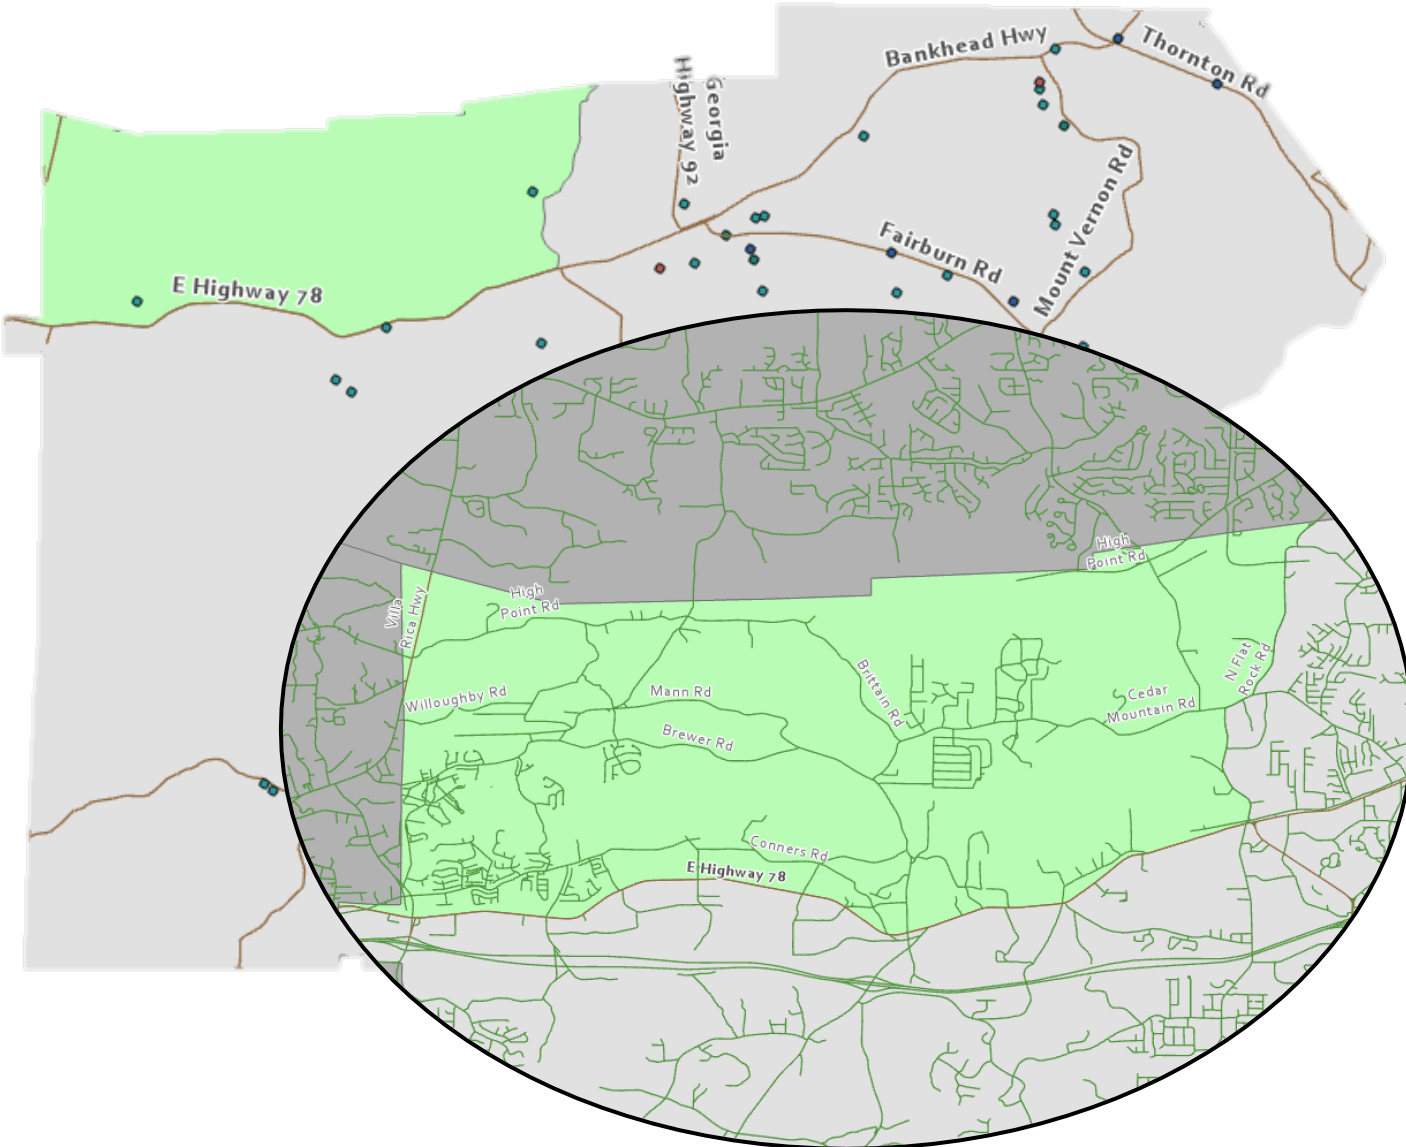 Bankhead Hwy
Thornton Rd
Georgia
Highway 92
Mount Vernon Rd
Fairburn Rd
E Highway 78
High
Point Rd
High
Point Rd
Villa
Rica Hwy
N Flat
Rock Rd
Brittain Rd
Willoughby Rd
Mann Rd
Cedar
Mountain Rd
Brewer Rd
Conners Rd
E Highway 78